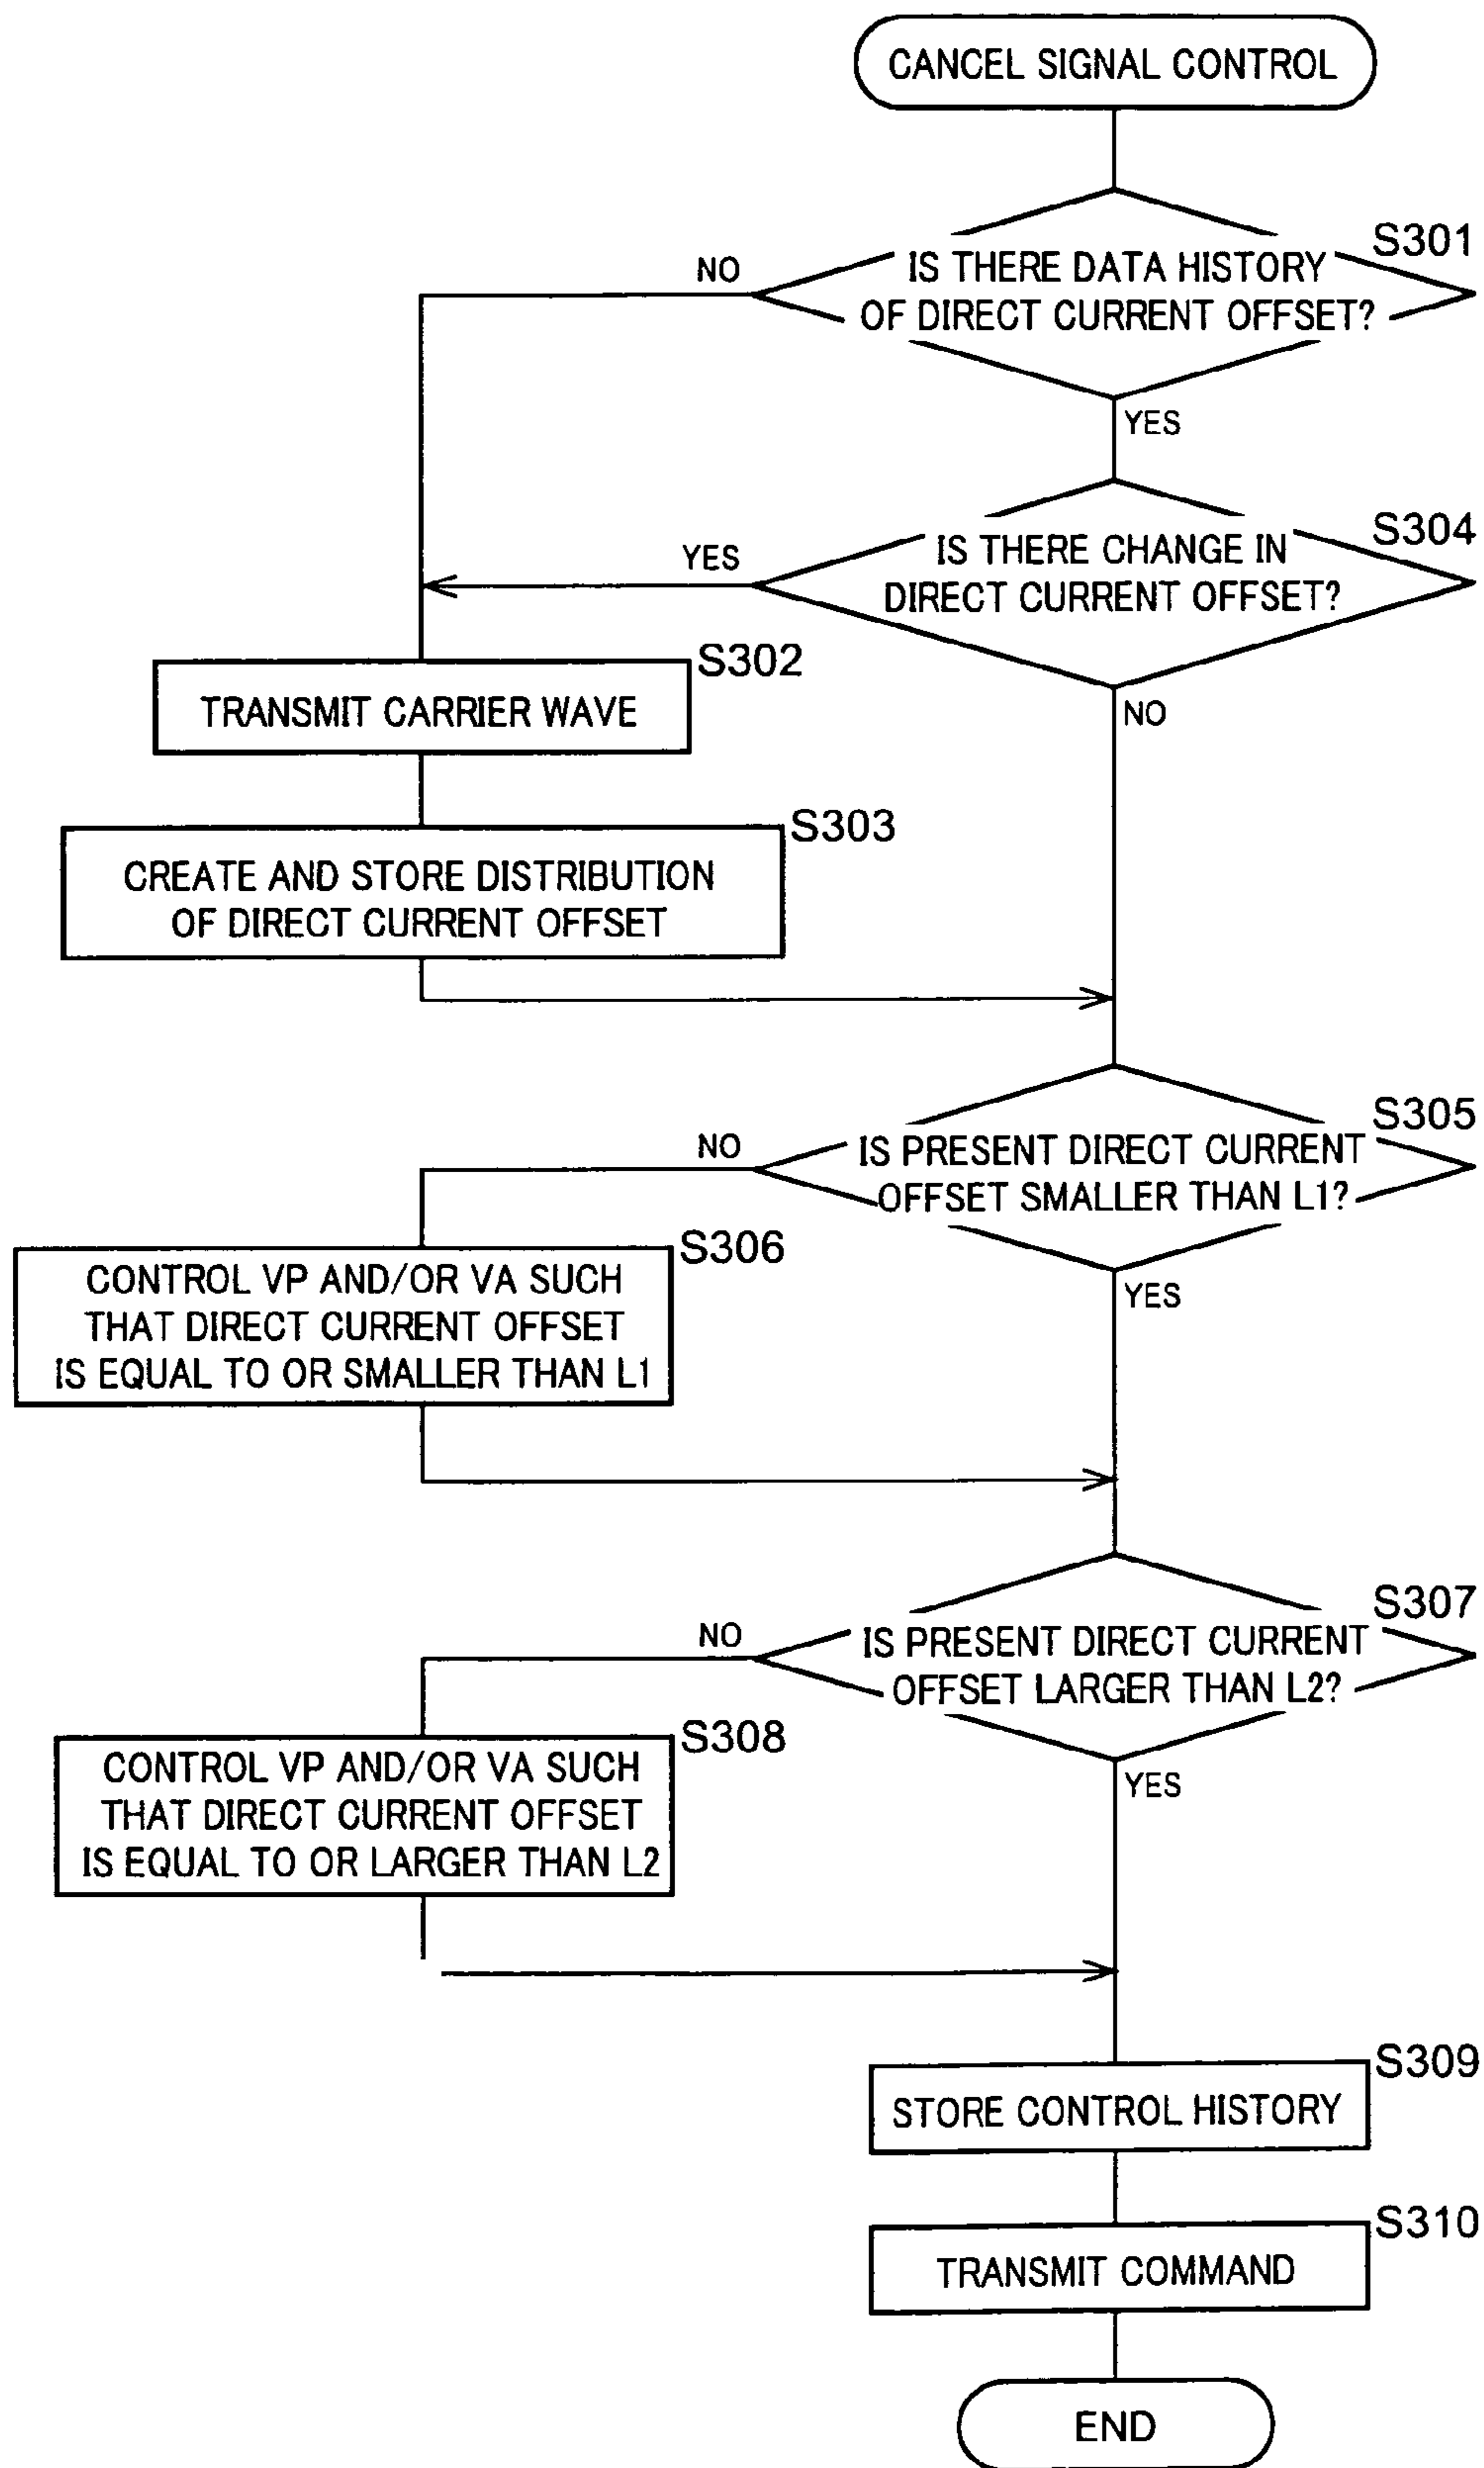 CANCEL SIGNAL CONTROL
S301
NO
IS THERE DATA HISTORY
OF DIRECT CURRENT OFFSET?
YES
S304
YES
IS THERE CHANGE IN
DIRECT CURRENT OFFSET?
NO
S302
TRANSMIT CARRIER WAVE
S303
CREATE AND STORE DISTRIBUTION
OF DIRECT CURRENT OFFSET
S305
NO
IS PRESENT DIRECT CURRENT
OFFSET SMALLER THAN L1?
YES
S306
CONTROL VP AND/OR VA SUCH
THAT DIRECT CURRENT OFFSET
IS EQUAL TO OR SMALLER THAN L1
S307
NO
IS PRESENT DIRECT CURRENT
OFFSET LARGER THAN L2?
YES
S308
CONTROL VP AND/OR VA SUCH
THAT DIRECT CURRENT OFFSET
IS EQUAL TO OR LARGER THAN L2
S309
STORE CONTROL HISTORY
S310
TRANSMIT COMMAND
END